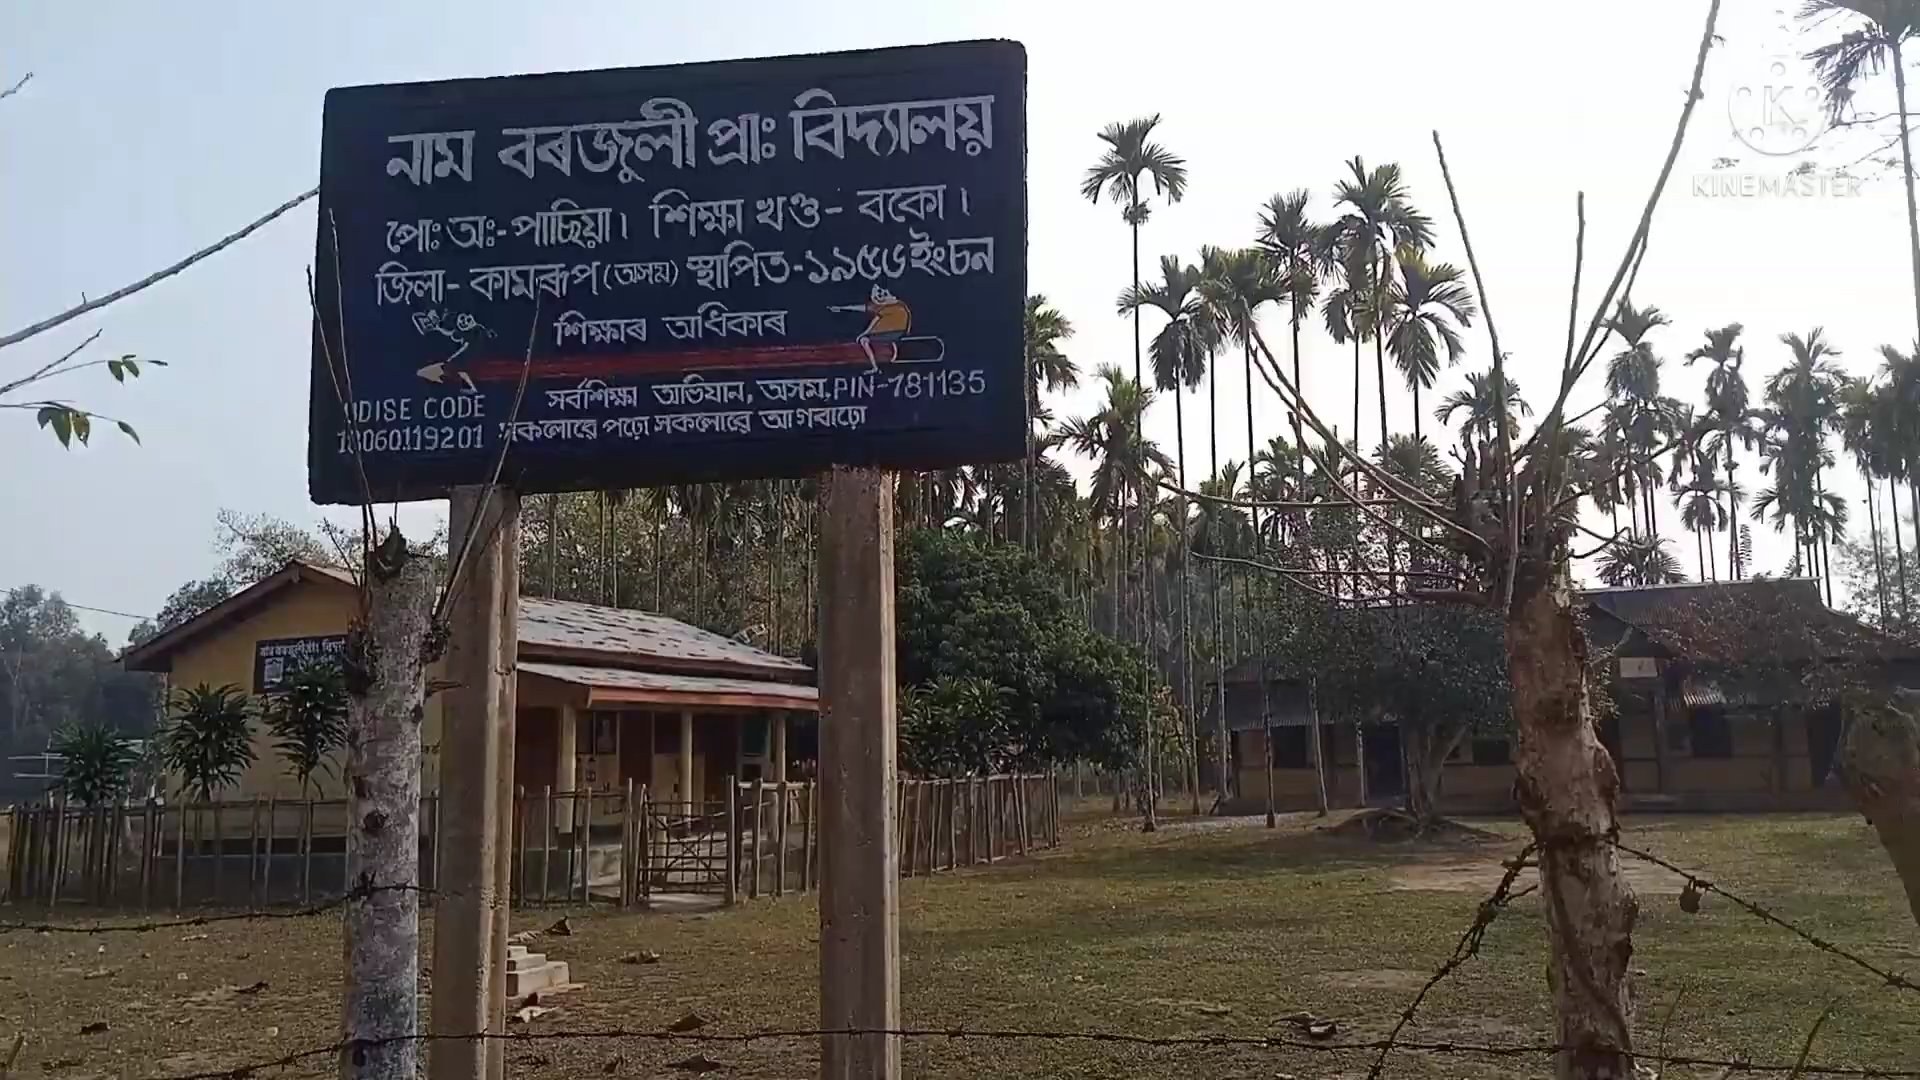 নাম বৰজুলী প্ৰাঃ বিদ্যালয়
পোঃ অঃ-পাছিয়া। শিক্ষা খণ্ড- বকো।
জিলা- কামৰূপ (অসম) স্থাপিত-১৯৫৬ইংচন
শিক্ষাৰ অধিকাৰ
সৰ্বশিক্ষা অভিযান, অসম, PIN-781135
UDISE CODE
18060119201 সকলোৱে পঢ়ো সকলোৱে আগবাঢ়ো
KINEMASTER